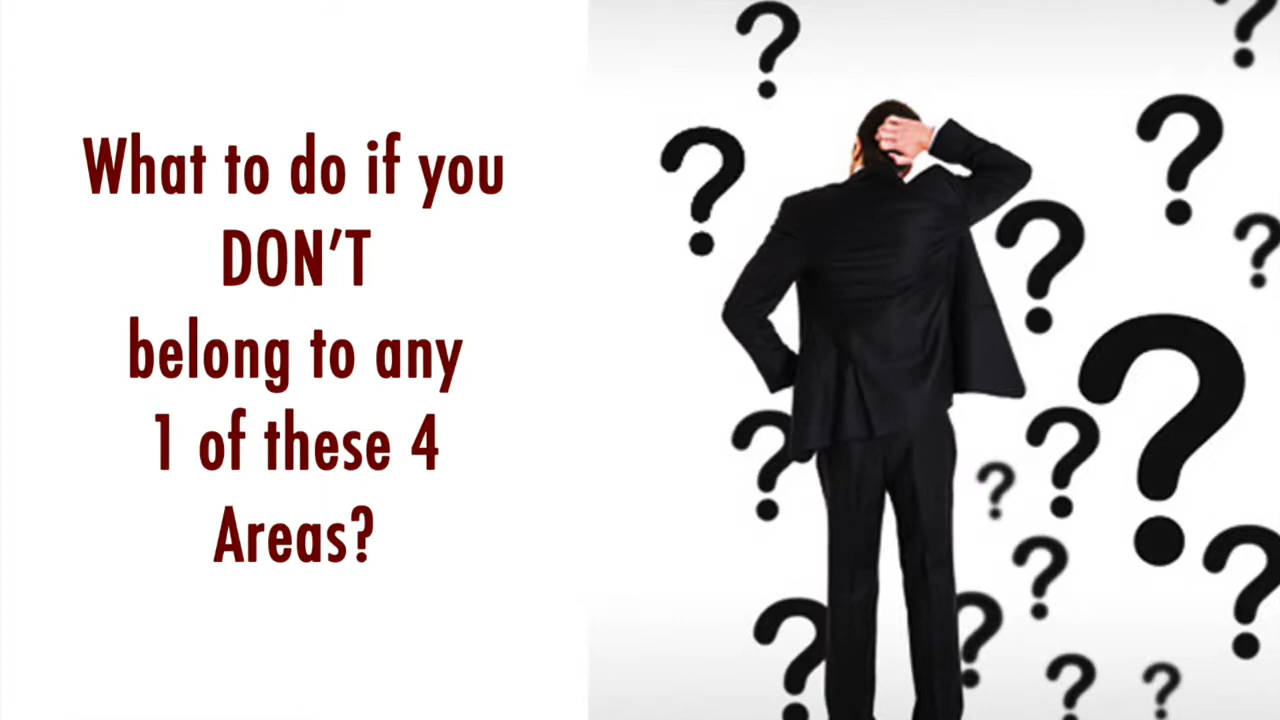 What to do if you
DON’T
belong to any
1 of these 4
Areas?